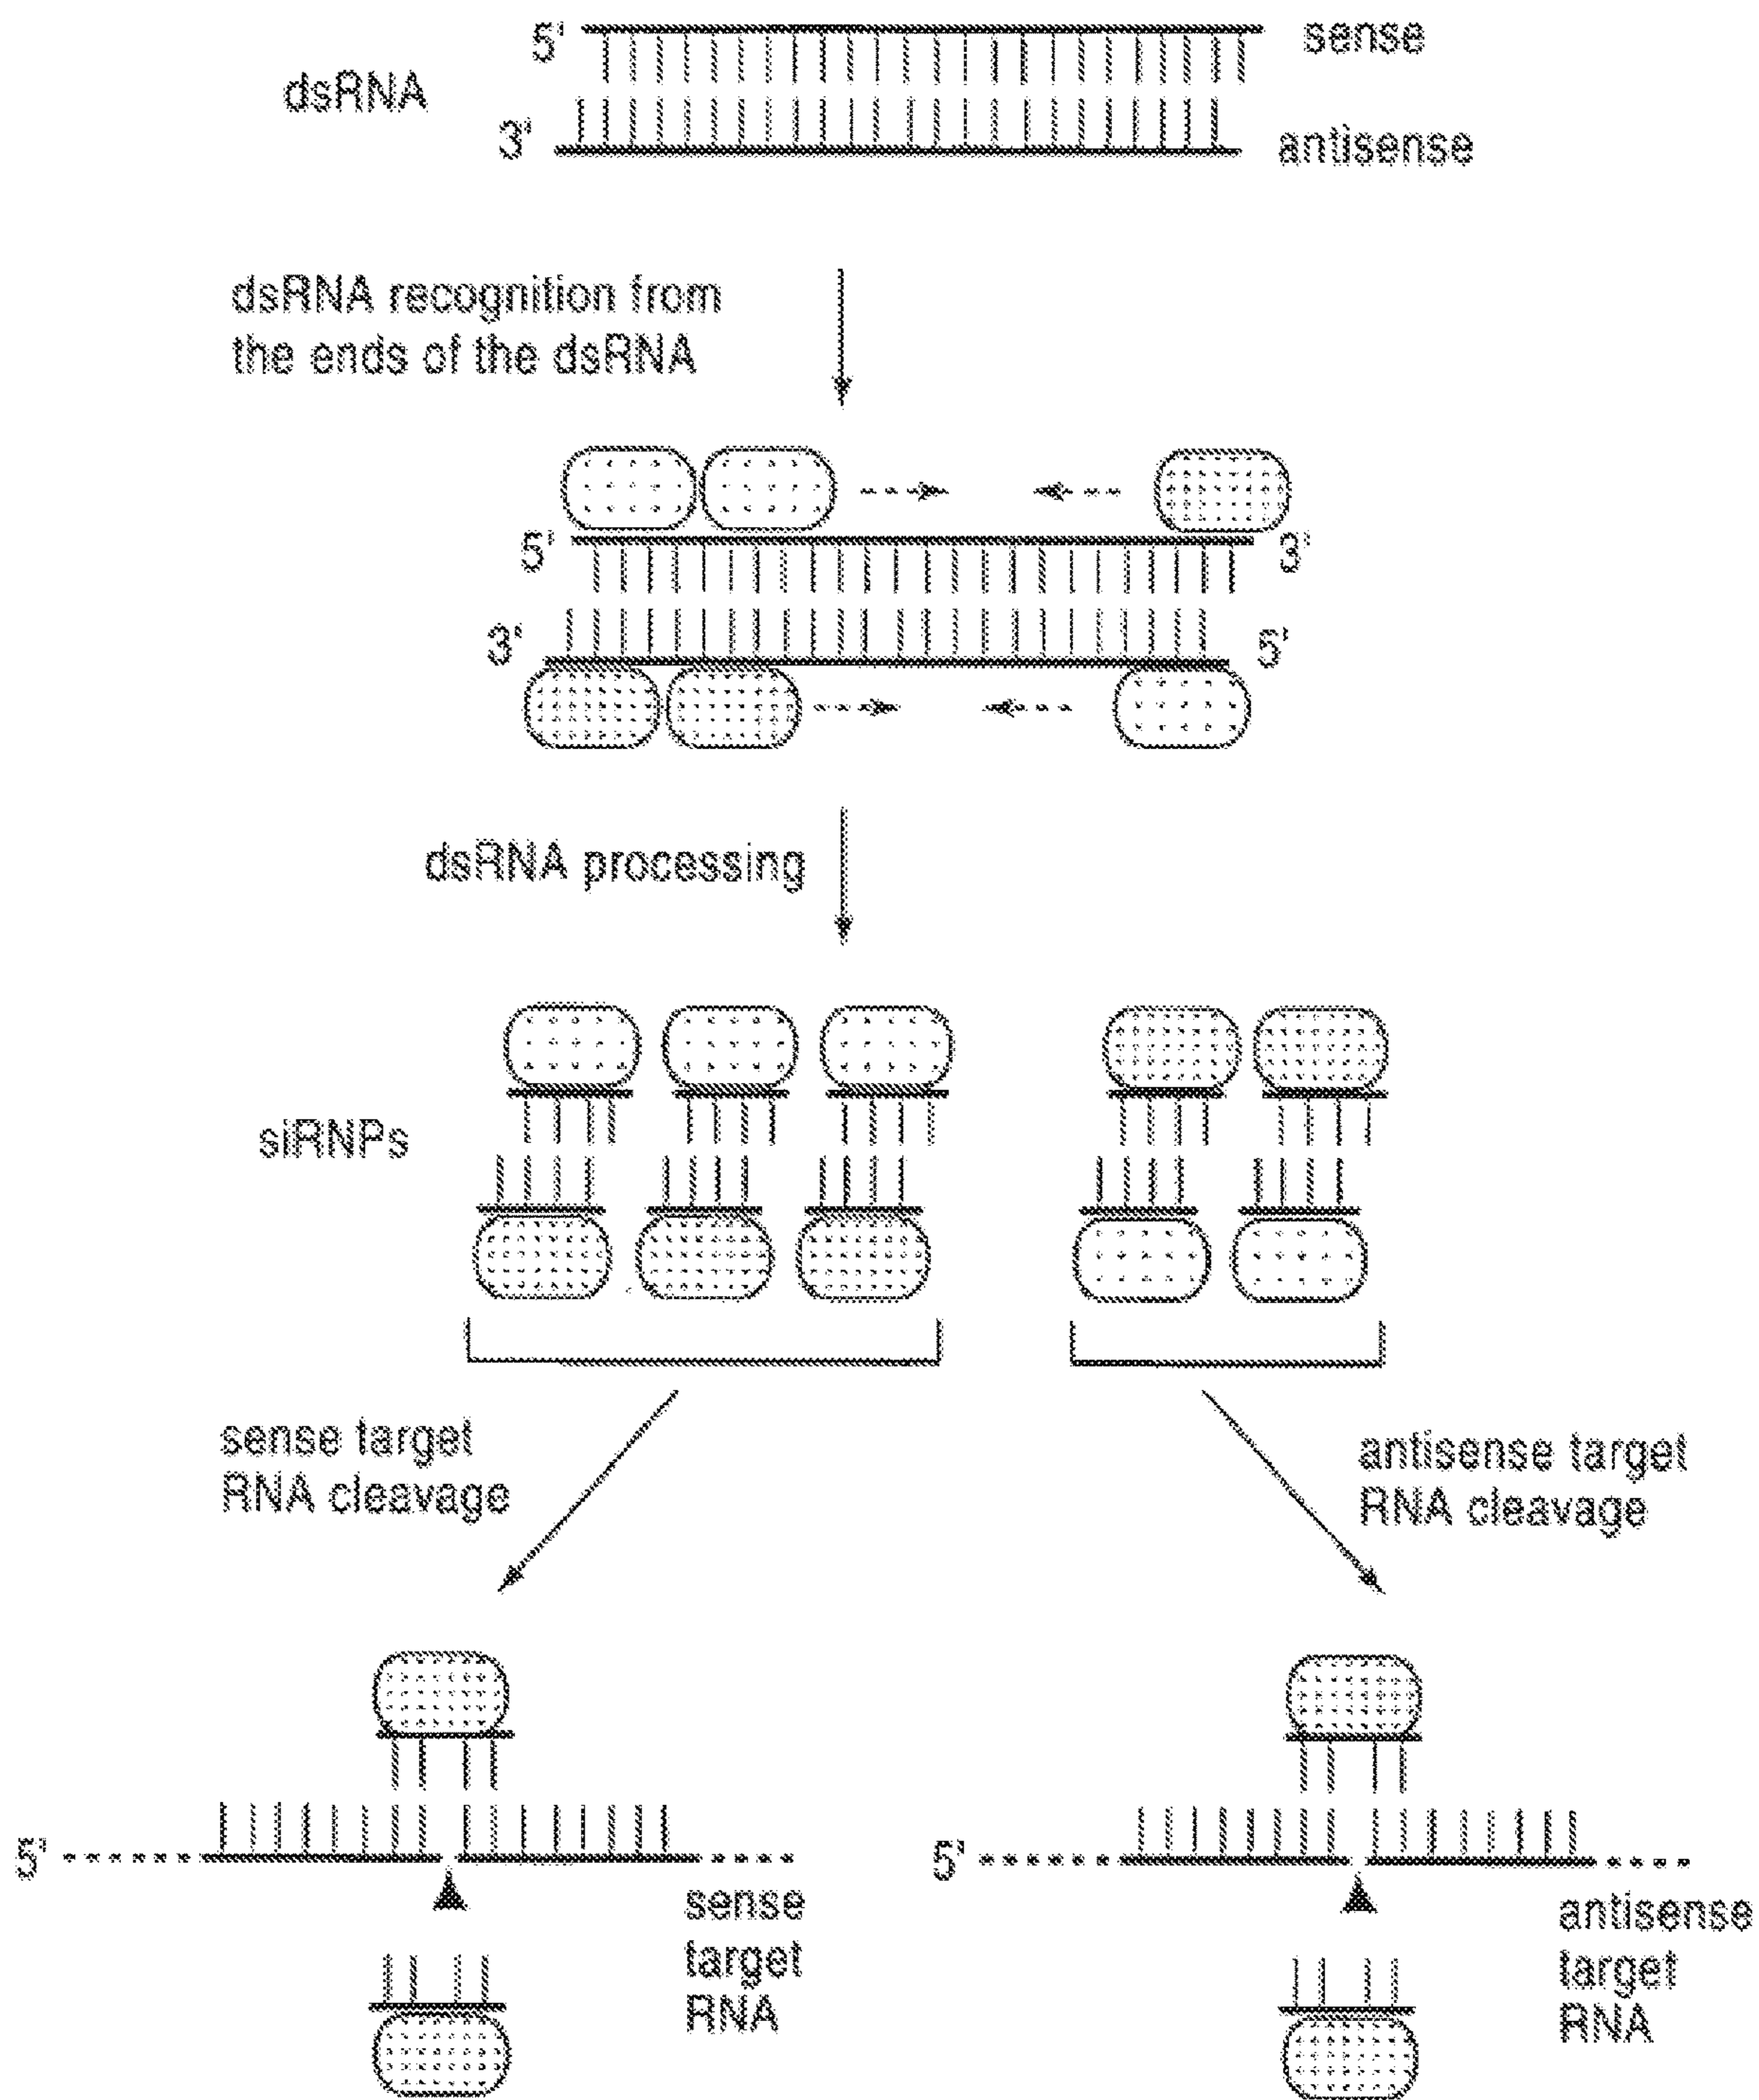 5' sense
dsRNA
3' antisense
dsRNA recognition from
the ends of the dsRNA
5' 3'
3' 5'
dsRNA processing
siRNPs
sense target
RNA cleavage
antisense target
RNA cleavage
5'
sense
target
RNA
5'
antisense
target
RNA